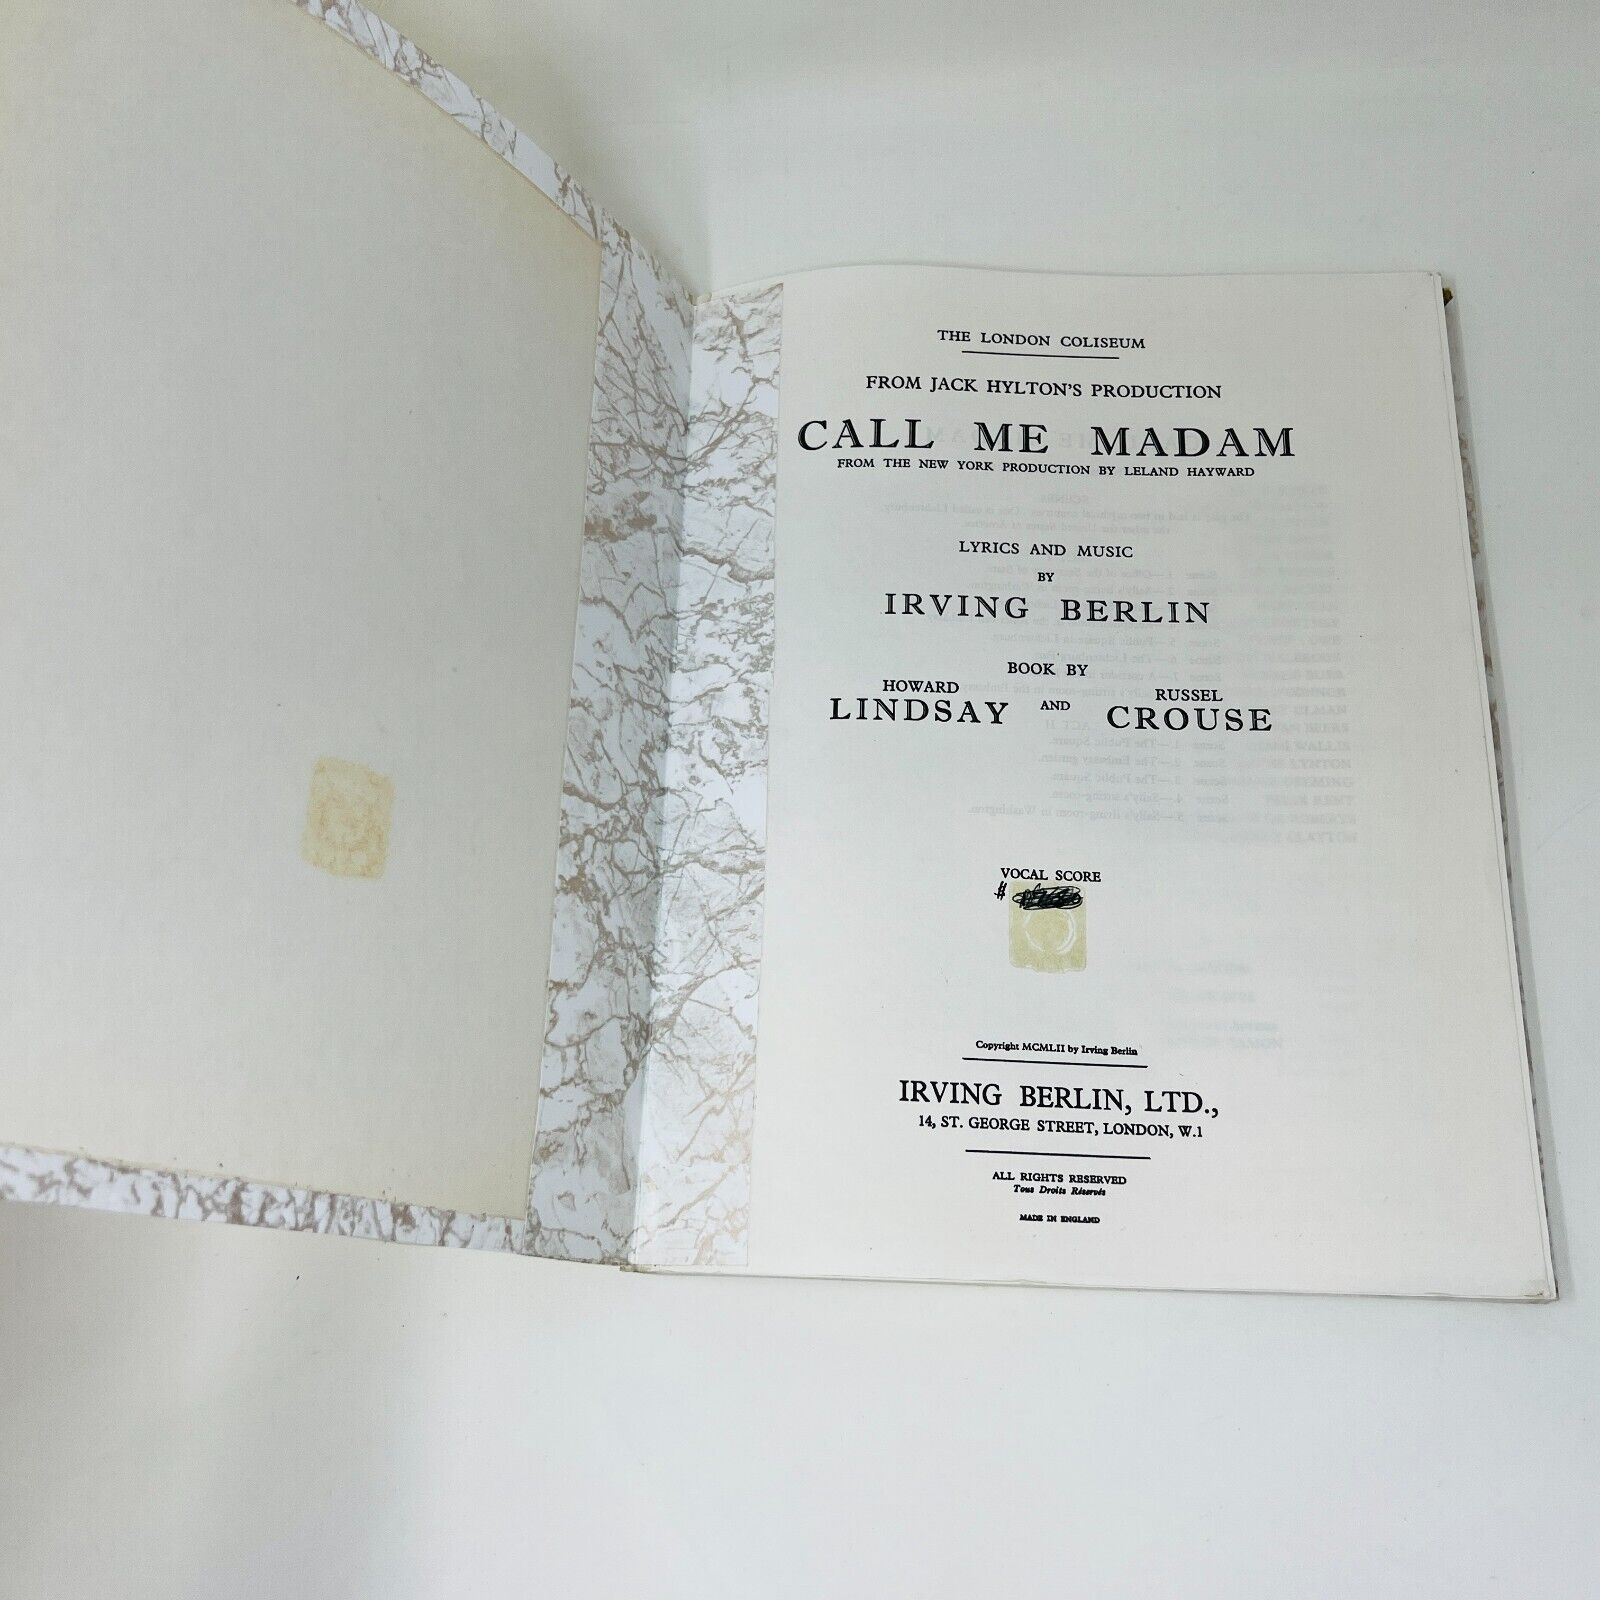 THE LONDON COLISEUM
FROM JACK HYLTON'S PRODUCTION
CALL ME MADAM
FROM THE NEW YORK PRODUCTION BY LELAND HAYWARD
LYRICS AND MUSIC
BY
IRVING BERLIN
BOOK BY
HOWARD LINDSAY AND RUSSEL CROUSE
VOCAL SCORE
$
Copyright MCMLII by Irving Berlin
IRVING BERLIN, LTD.,
14, ST. GEORGE STREET, LONDON, W.1
ALL RIGHTS RESERVED
Tous Droits Réservés
MADE IN ENGLAND